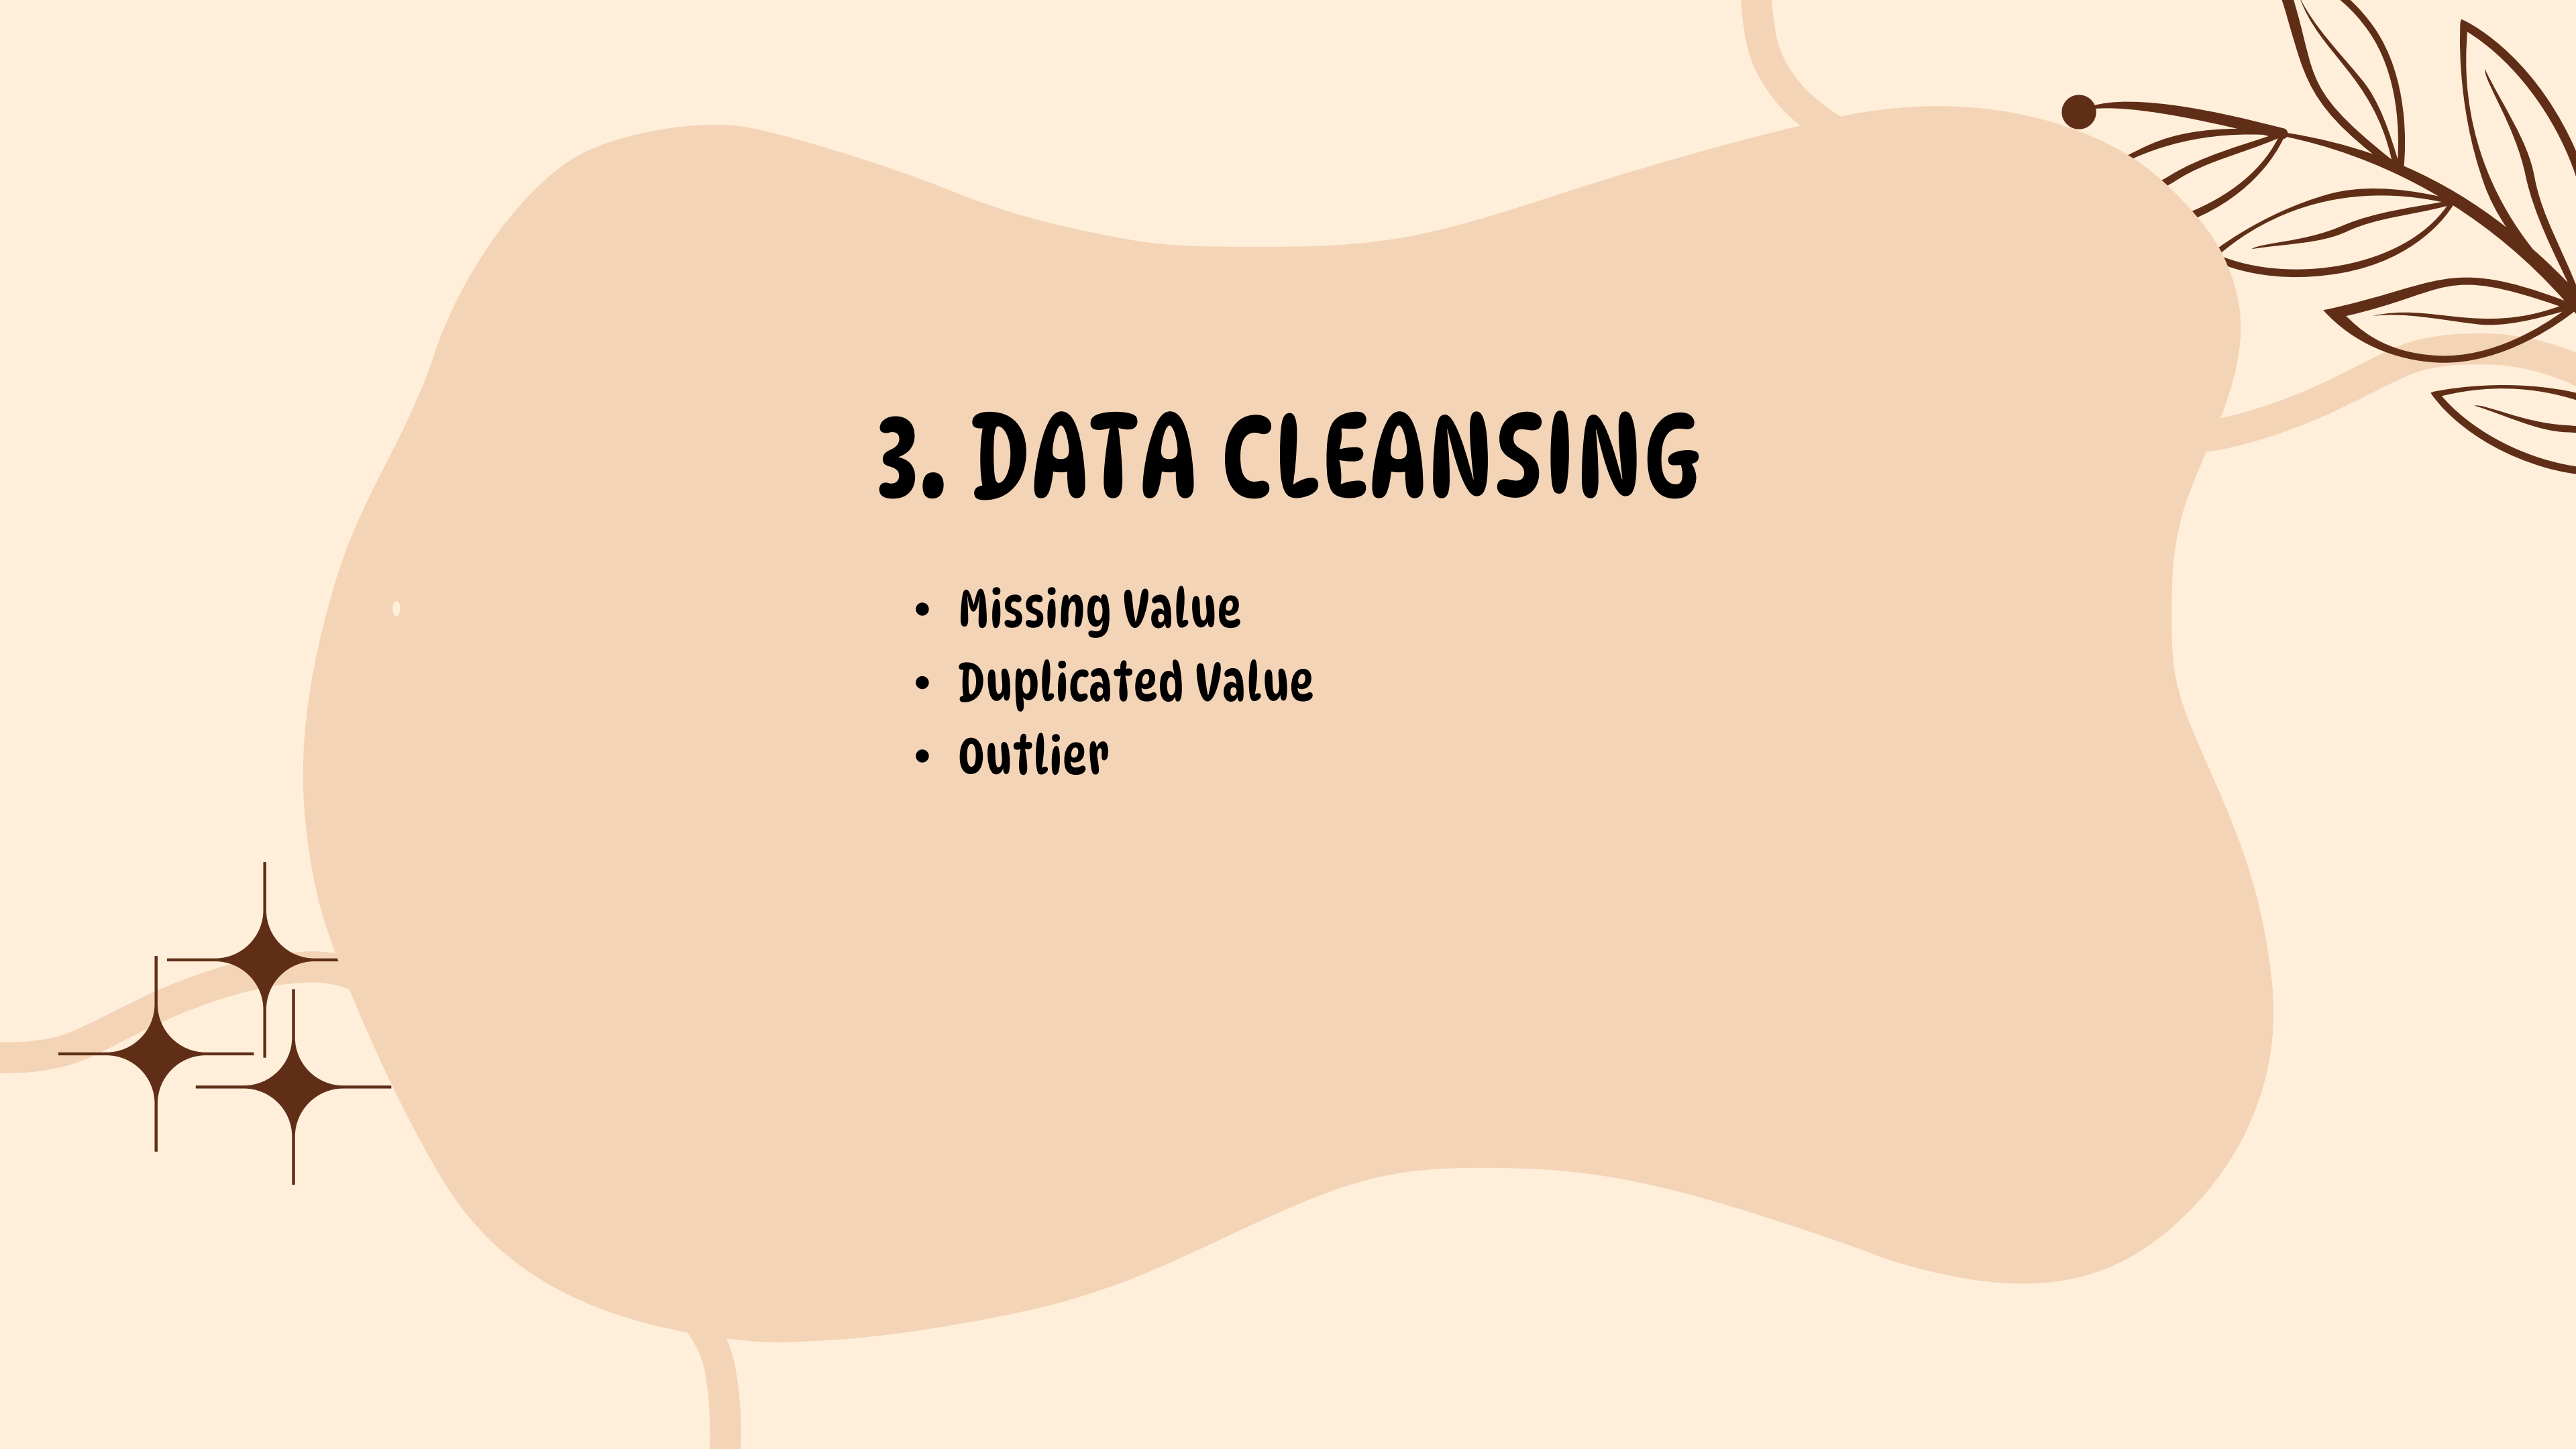 3. DATA CLEANSING
• Missing Value
• Duplicated Value
• Outlier